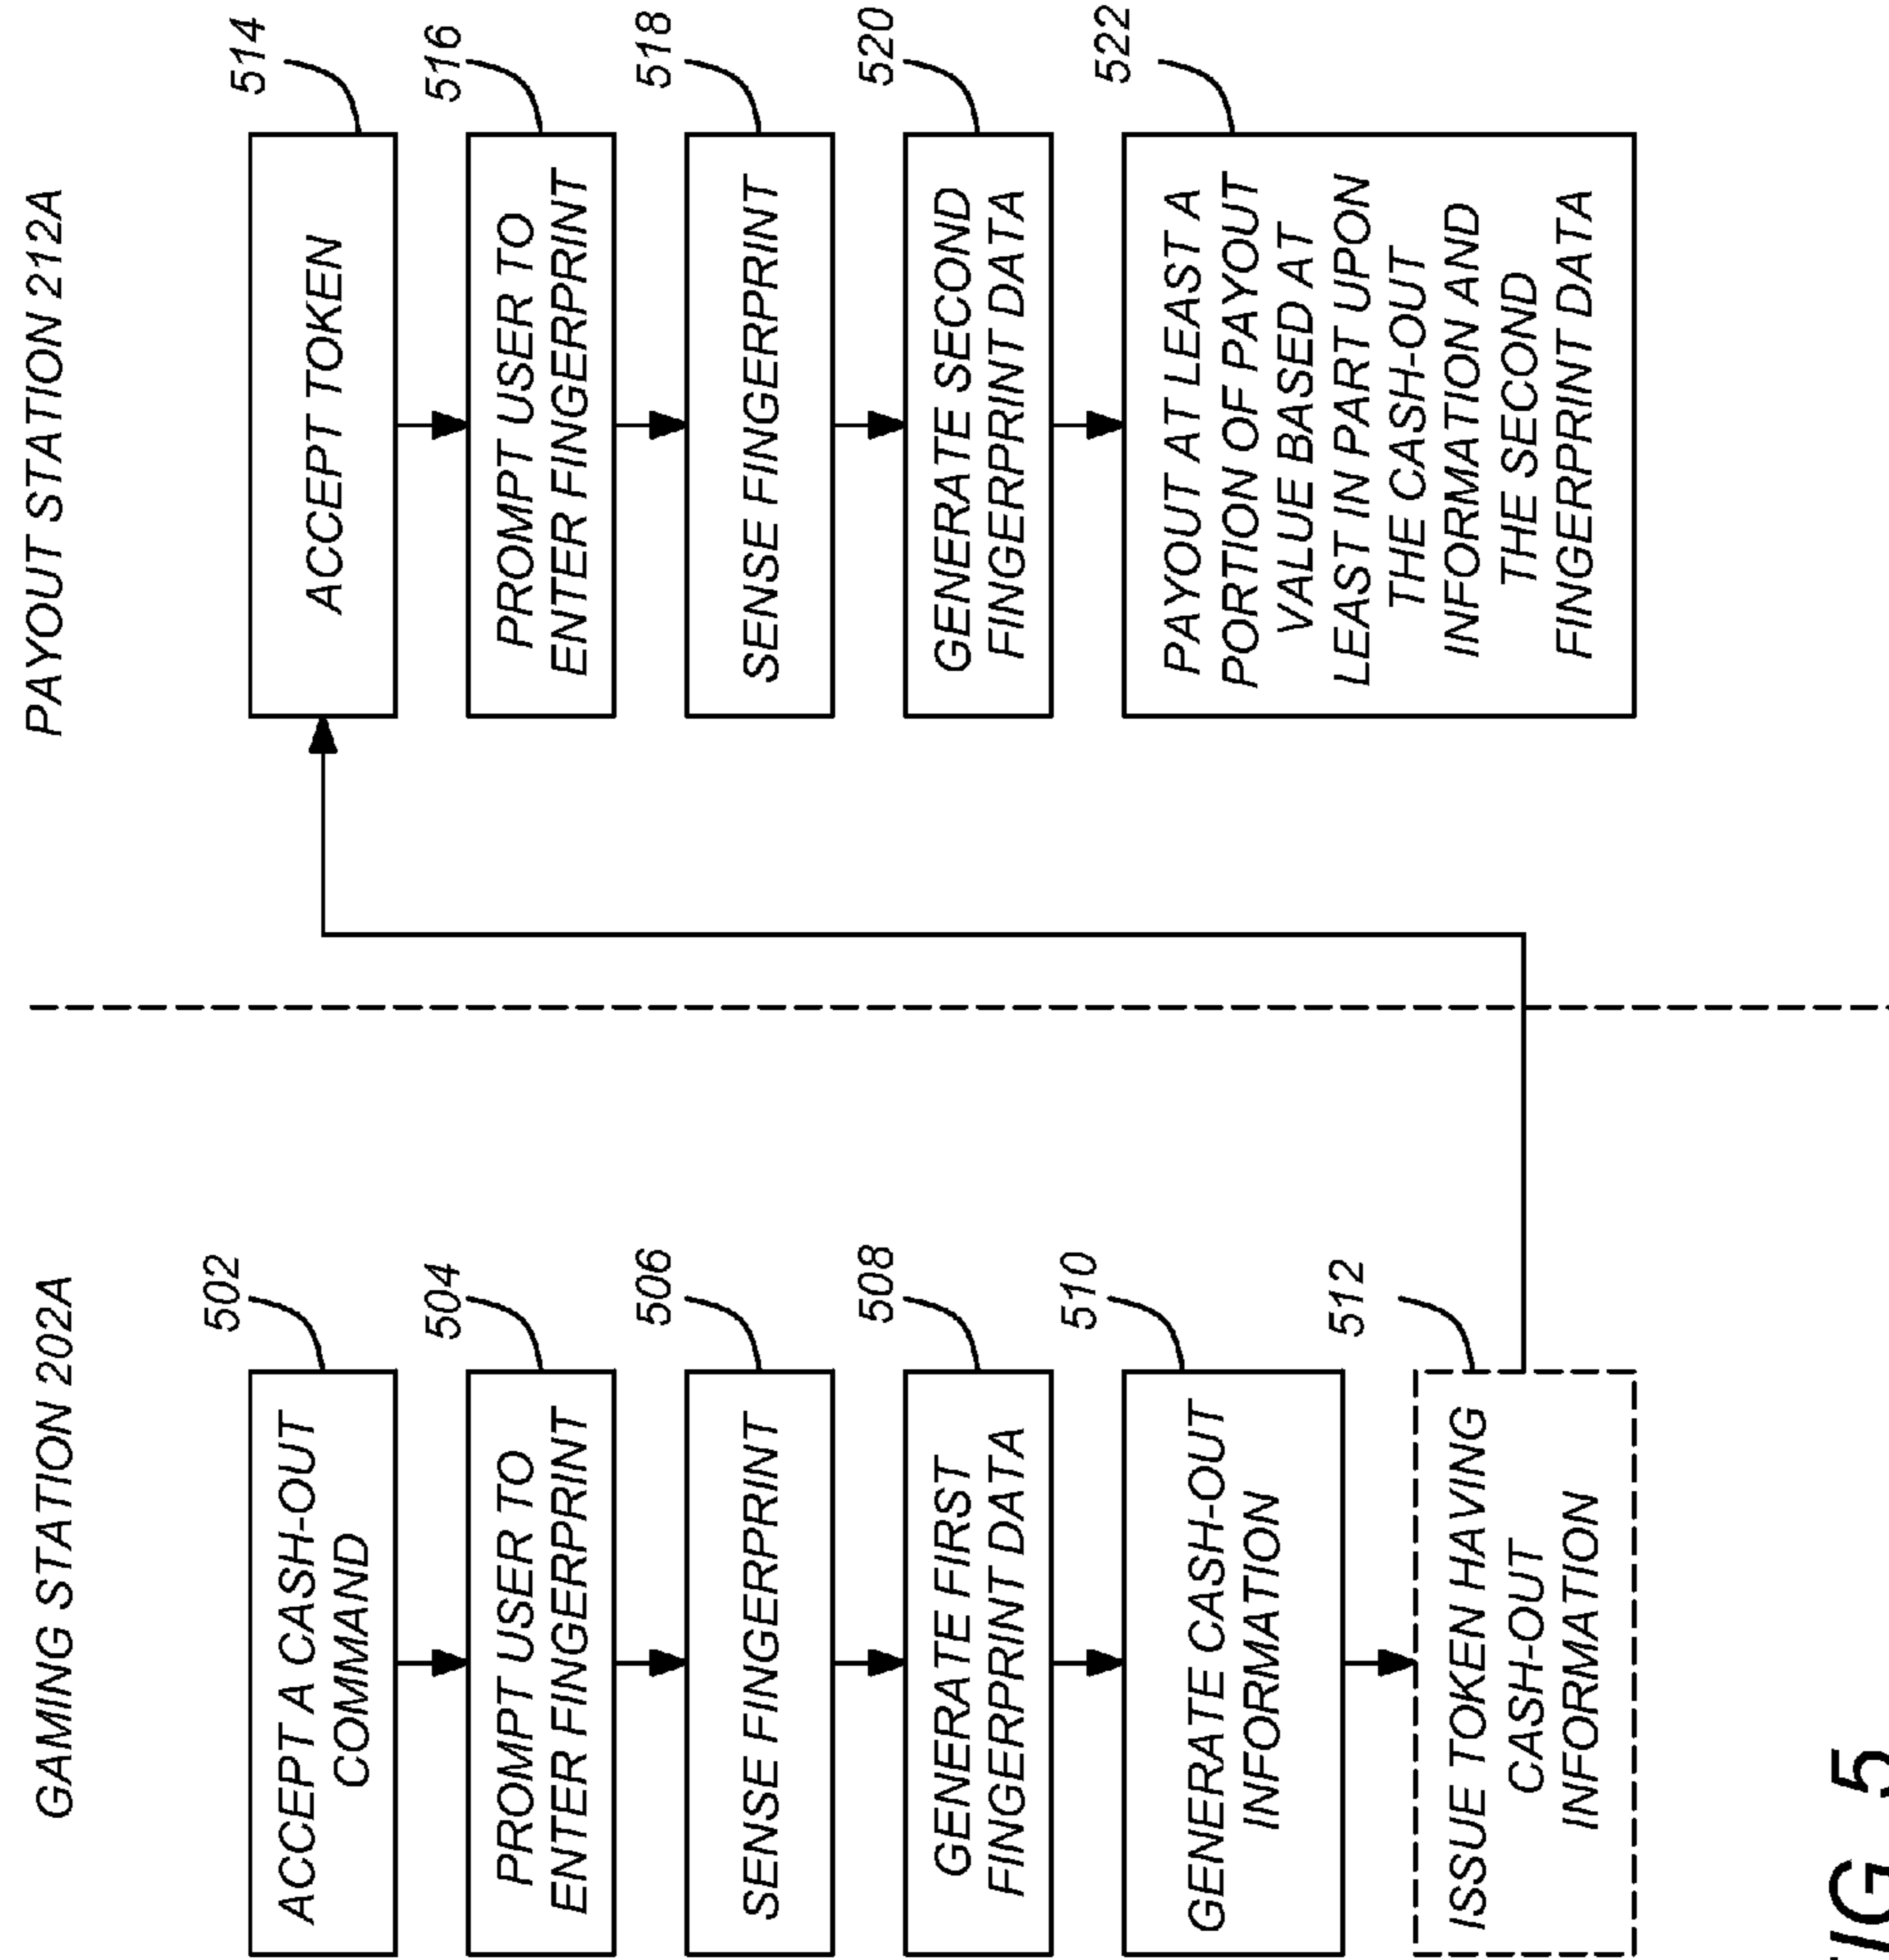 GAMING STATION 202A
502
ACCEPT A CASH-OUT
COMMAND
504
PROMPT USER TO
ENTER FINGERPRINT
506
SENSE FINGERPRINT
508
GENERATE FIRST
FINGERPRINT DATA
510
GENERATE CASH-OUT
INFORMATION
512
ISSUE TOKEN HAVING
CASH-OUT
INFORMATION
PAYOUT STATION 212A
514
ACCEPT TOKEN
516
PROMPT USER TO
ENTER FINGERPRINT
518
SENSE FINGERPRINT
520
GENERATE SECOND
FINGERPRINT DATA
522
PAYOUT AT LEAST A
PORTION OF PAYOUT
VALUE BASED AT
LEAST IN PART UPON
THE CASH-OUT
INFORMATION AND
THE SECOND
FINGERPRINT DATA
IG 5